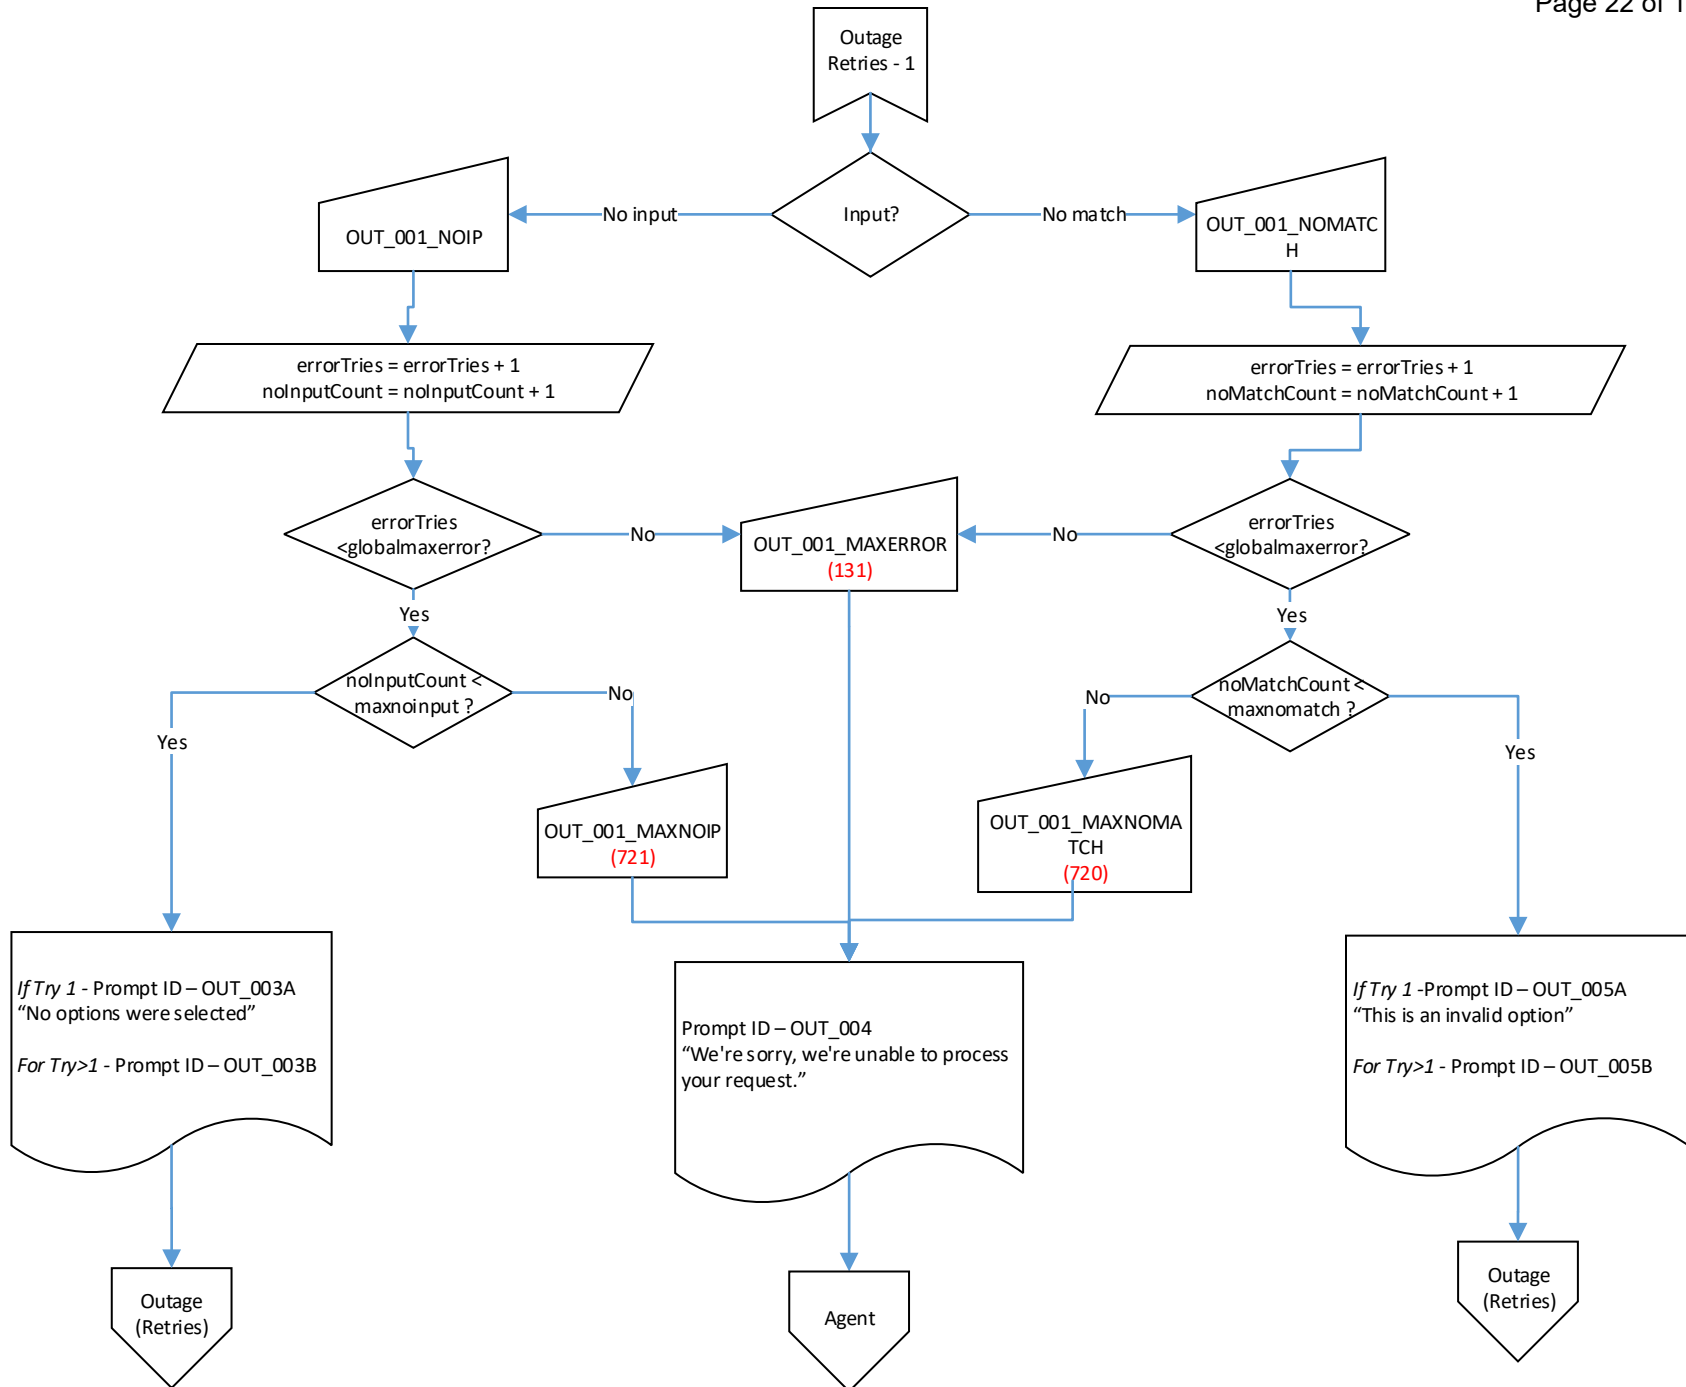 Page 22 of 1
Outage
Retries - 1
Input?
No input
No match
OUT_001_NOIP
OUT_001_NOMATC
H
errorTries = errorTries + 1
noInputCount = noInputCount + 1
errorTries = errorTries + 1
noMatchCount = noMatchCount + 1
errorTries
<globalmaxerror?
No
OUT_001_MAXERROR
(131)
No
errorTries
<globalmaxerror?
Yes
Yes
noInputCount <
maxnoinput ?
No
No
noMatchCount <
maxnomatch ?
Yes
Yes
OUT_001_MAXNOIP
(721)
OUT_001_MAXNOMA
TCH
(720)
If Try 1 - Prompt ID – OUT_003A
“No options were selected”
For Try>1 - Prompt ID – OUT_003B
Prompt ID – OUT_004
“We're sorry, we're unable to process
your request.”
If Try 1 -Prompt ID – OUT_005A
“This is an invalid option”
For Try>1 - Prompt ID – OUT_005B
Outage
(Retries)
Agent
Outage
(Retries)